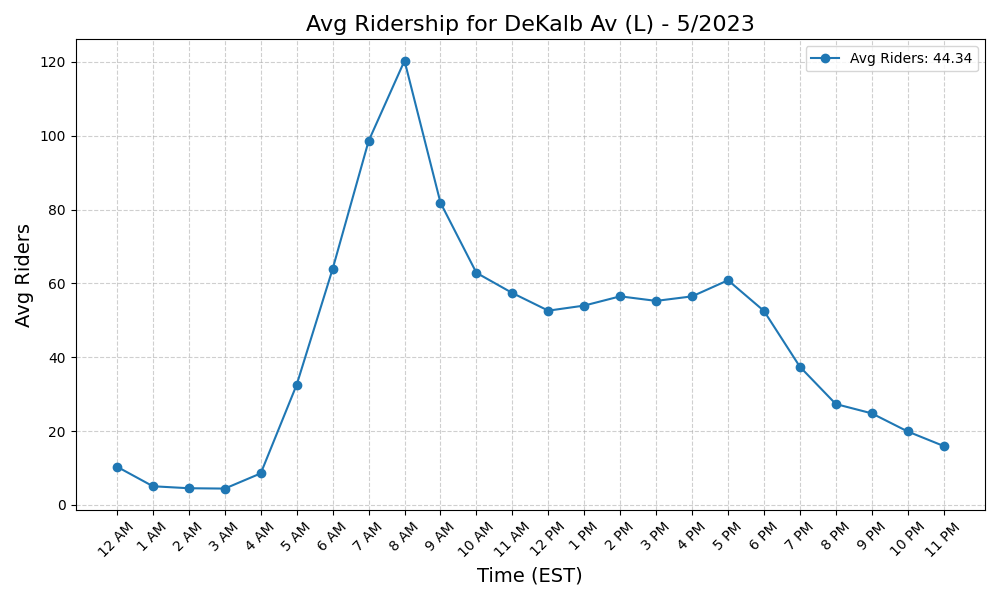 Avg Ridership for DeKalb Av (L) - 5/2023
Avg Riders: 44.34
Avg Riders
120
100
80
60
40
20
0
12 AM
1 AM
2 AM
3 AM
4 AM
5 AM
6 AM
7 AM
8 AM
9 AM
10 AM
11 AM
12 PM
1 PM
2 PM
3 PM
4 PM
5 PM
6 PM
7 PM
8 PM
9 PM
10 PM
11 PM
Time (EST)